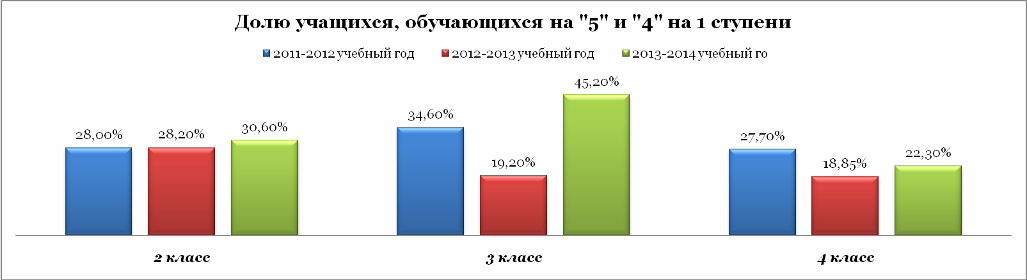 Долю учащихся, обучающихся на "5" и "4" на 1 ступени
2011-2012 учебный год 2012-2013 учебный год 2013-2014 учебный го
28,00% 28,20% 30,60% 34,60% 19,20% 45,20% 27,70% 18,85% 22,30%
2 класс 3 класс 4 класс